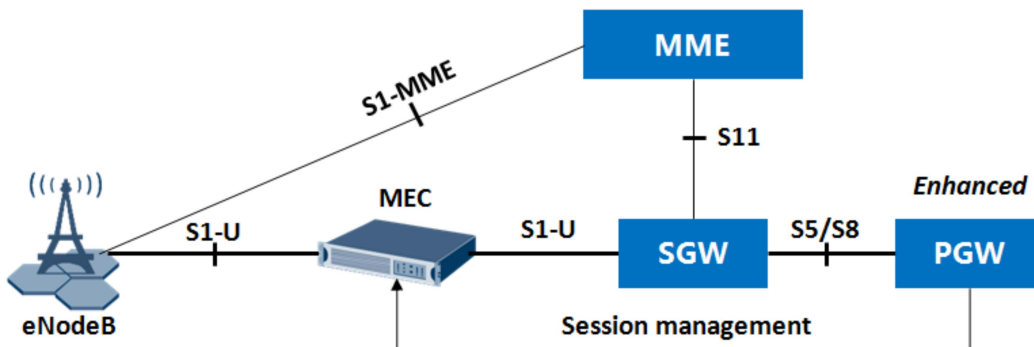 MME
S1-MME
S11
Enhanced
MEC
S1-U
S1-U
S5/S8
SGW
PGW
eNodeB
Session management